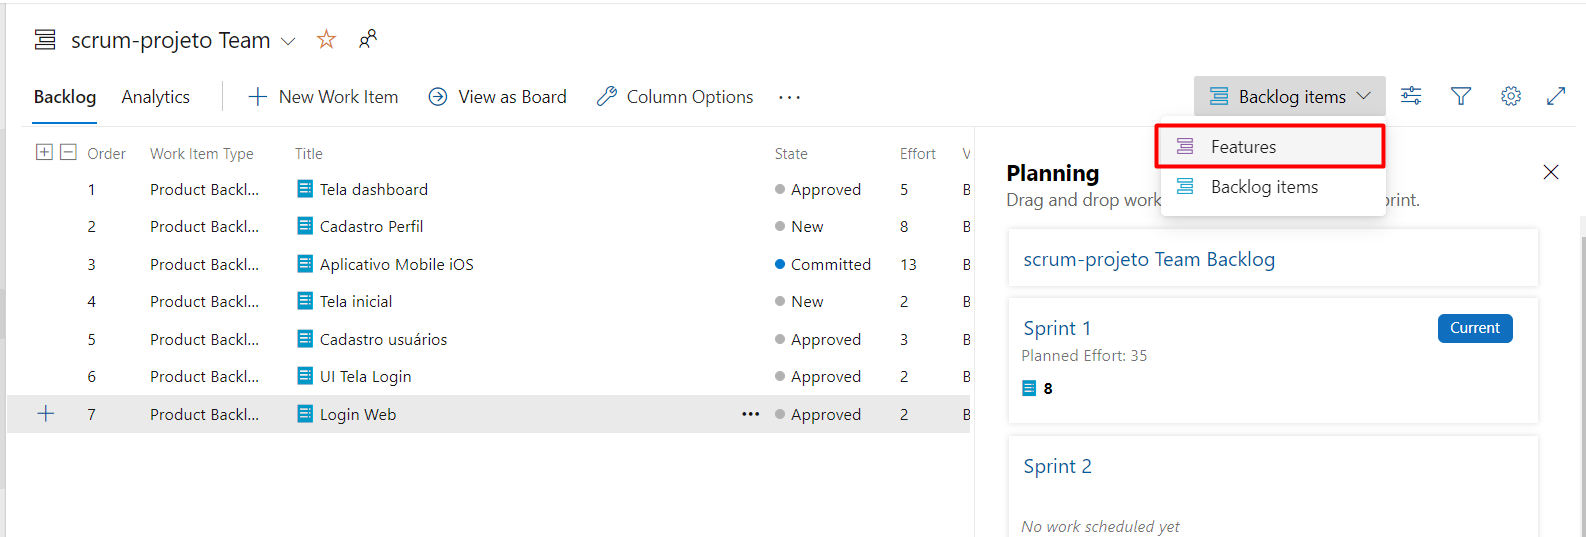 scrum-projeto Team
Backlog Analytics New Work Item View as Board Column Options ... Backlog items
Features
Backlog items
Order Work Item Type Title State Effort V
1 Product Backl... Tela dashboard Approved 5 B
2 Product Backl... Cadastro Perfil New 8 B
3 Product Backl... Aplicativo Mobile iOS Committed 13 B
4 Product Backl... Tela inicial New 2 B
5 Product Backl... Cadastro usuários Approved 3 B
6 Product Backl... UI Tela Login Approved 2 B
7 Product Backl... Login Web ... Approved 2 B
Planning
Drag and drop work rint.
scrum-projeto Team Backlog
Sprint 1 Current
Planned Effort: 35
8
Sprint 2
No work scheduled yet